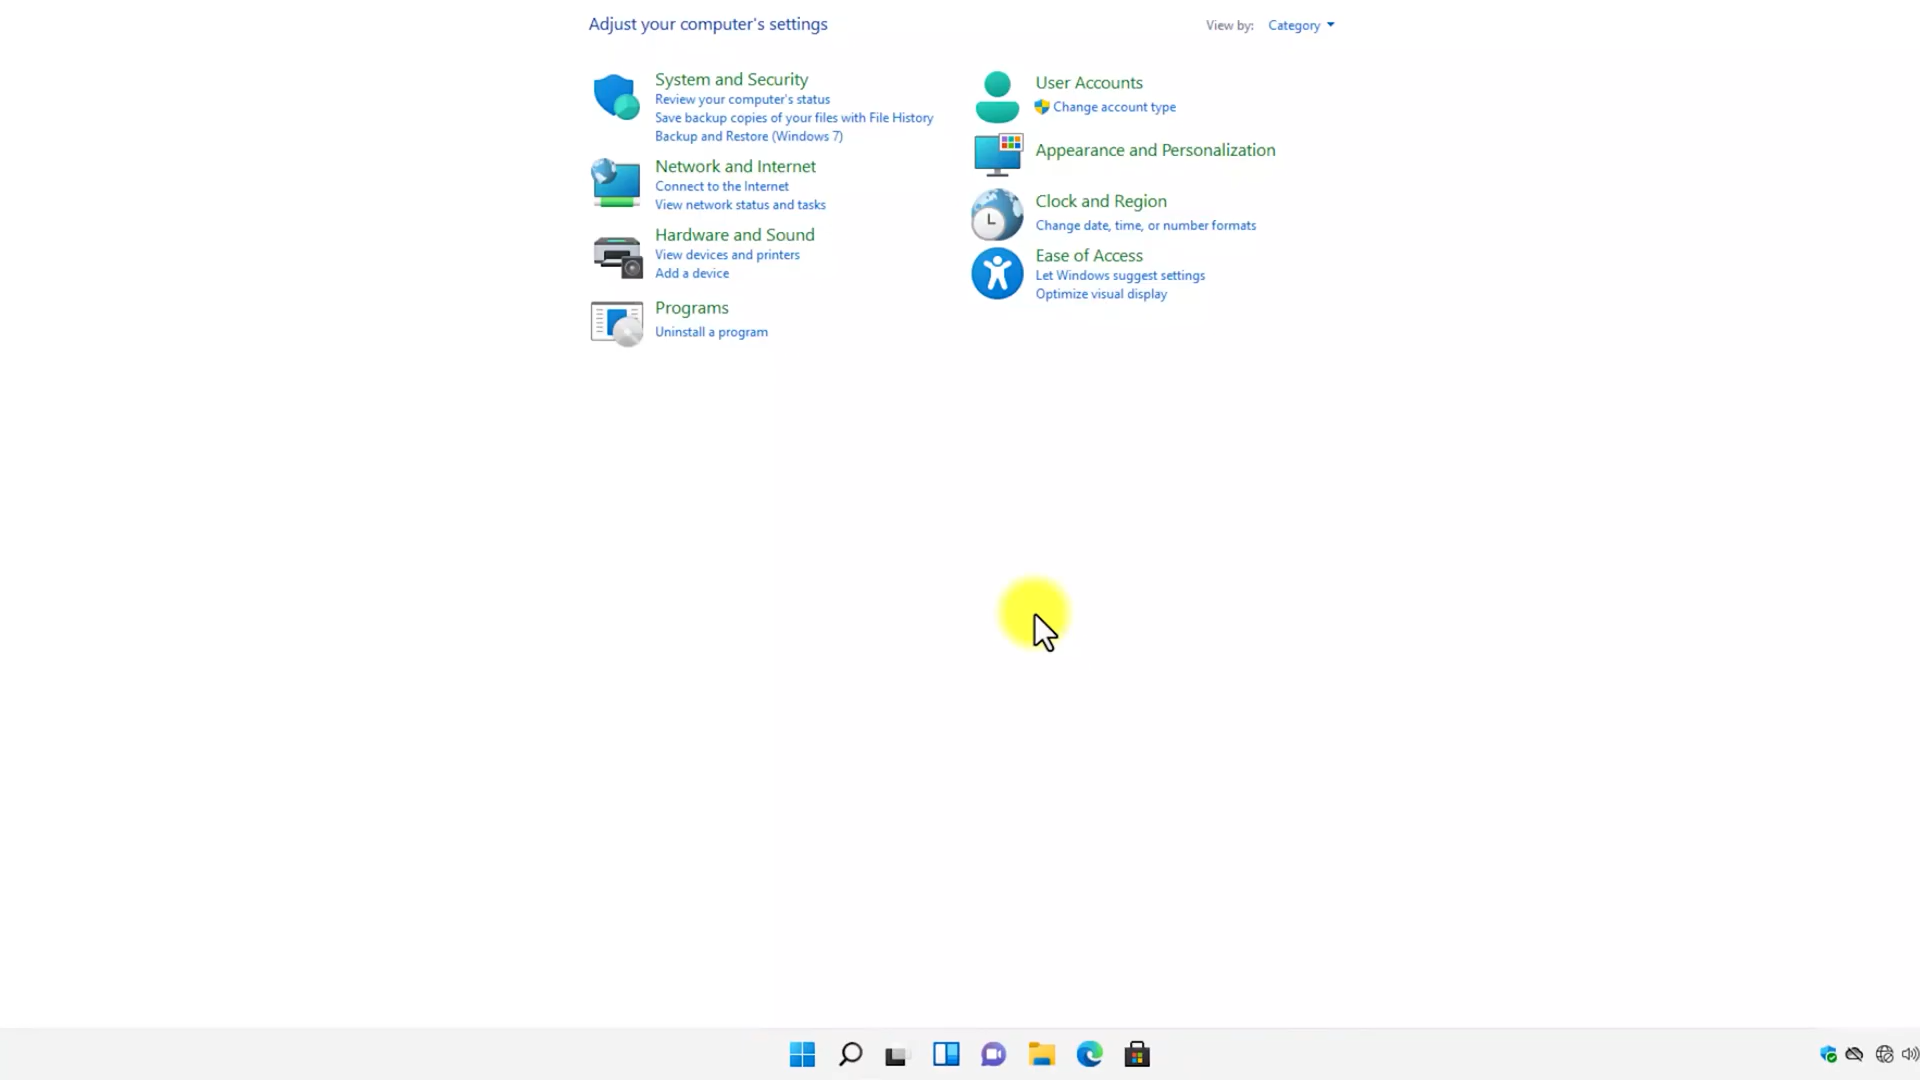 Adjust your computer's settings
View by: Category
System and Security
Review your computer's status
Save backup copies of your files with File History
Backup and Restore (Windows 7)
Network and Internet
Connect to the Internet
View network status and tasks
Hardware and Sound
View devices and printers
Add a device
Programs
Uninstall a program
User Accounts
Change account type
Appearance and Personalization
Clock and Region
Change date, time, or number formats
Ease of Access
Let Windows suggest settings
Optimize visual display